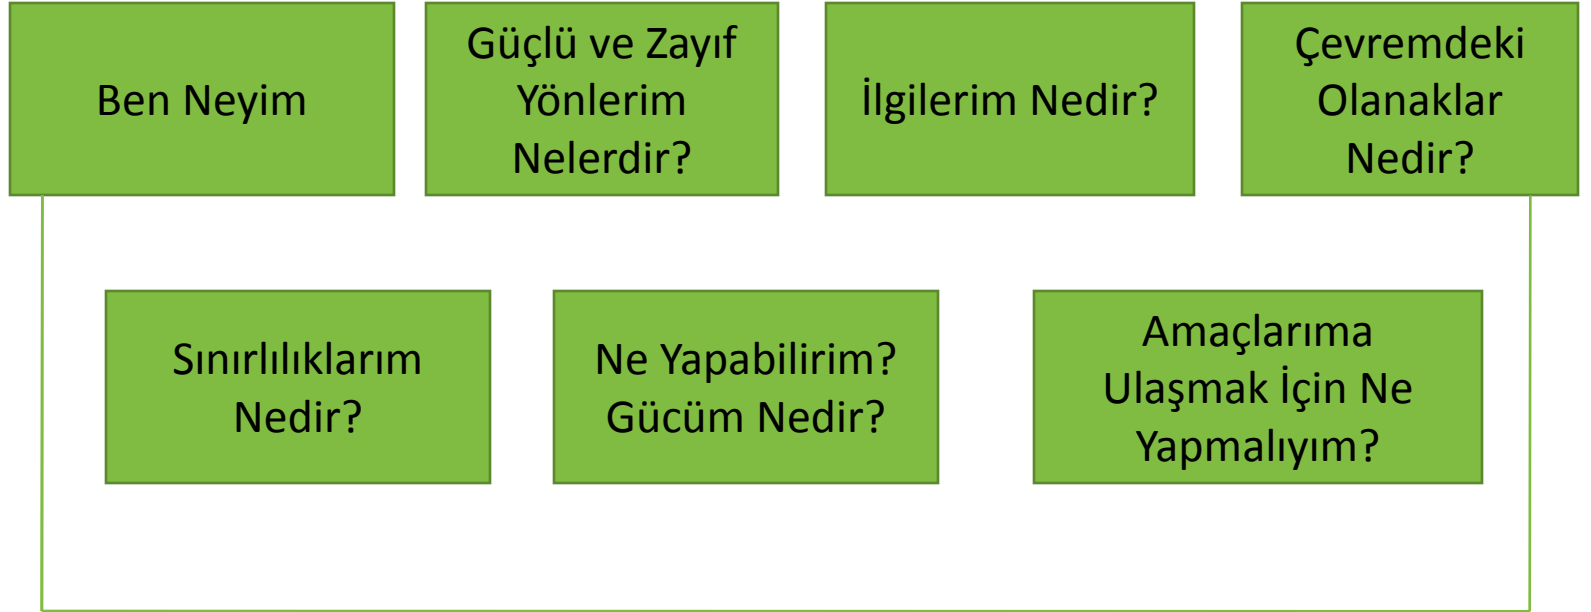 Ben Neyim
Güçlü ve Zayıf
Yönlerim
Nelerdir?
İlgilerim Nedir?
Çevremdeki
Olanaklar
Nedir?
Sınırlılıklarım
Nedir?
Ne Yapabilirim?
Gücüm Nedir?
Amaçlarıma
Ulaşmak İçin Ne
Yapmalıyım?